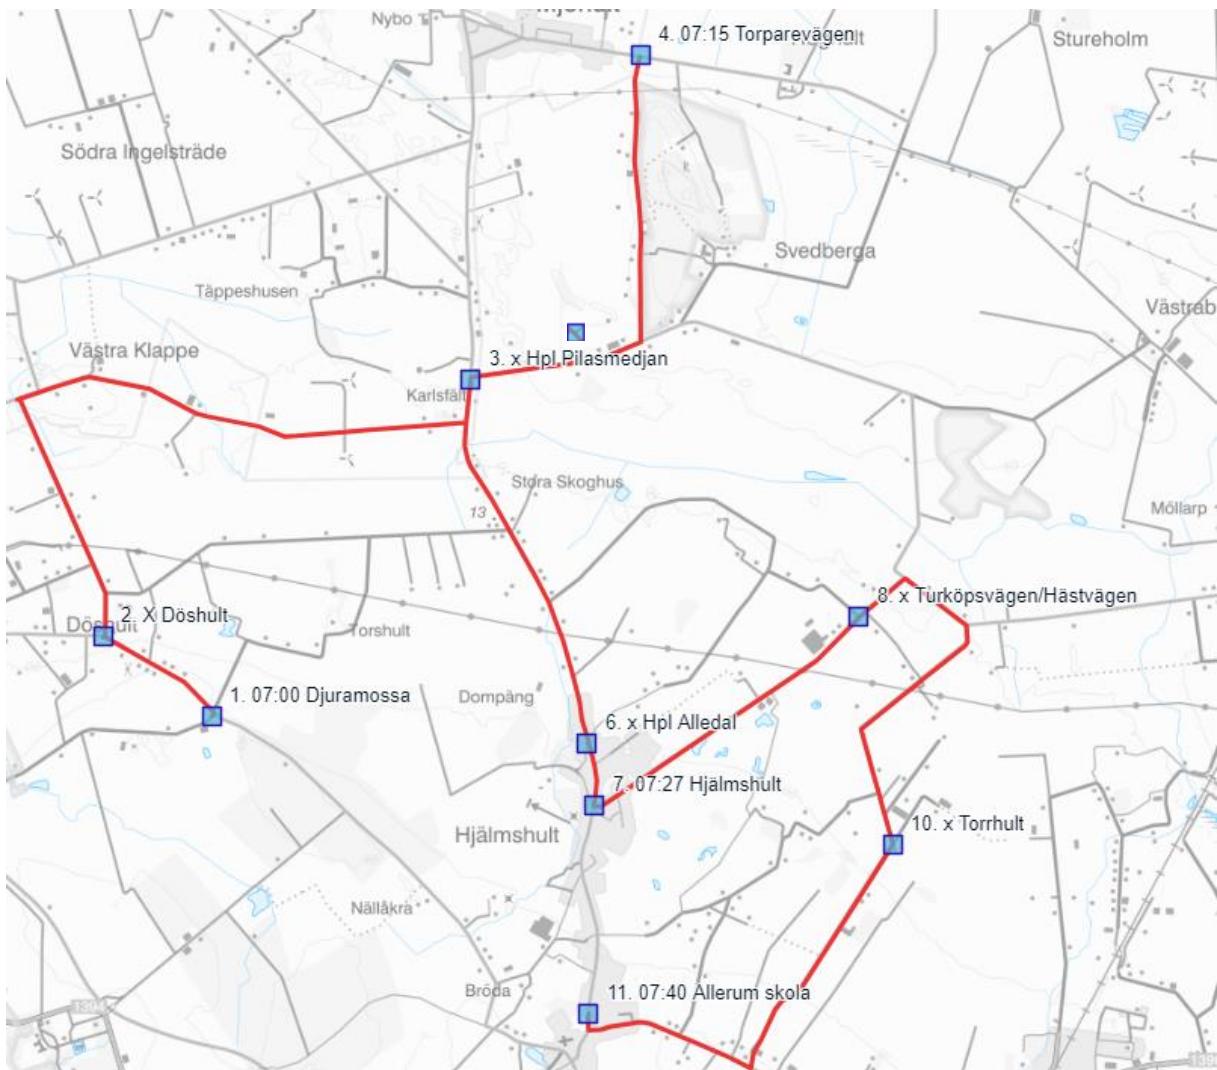 Nybo T
4. 07:15 Torparevägen
Stureholm
Södra Ingelsträde
Svedberga
Täppeshusen
Västrab
Västra Klappe
3. x Hpl Pilasmedjan
Karlsfält
Stora Skoghus
13
Möllarp
8. x Turköpsvägen/Hästvägen
2. X Döshult
Döshult
Torshult
1. 07:00 Djuramossa
Dompäng
6. x Hpl Alledal
7. 07:27 Hjälmshult
Hjälmshult
10. x Torrhult
Nällåkra
Bröda
11. 07:40 Allerum skola